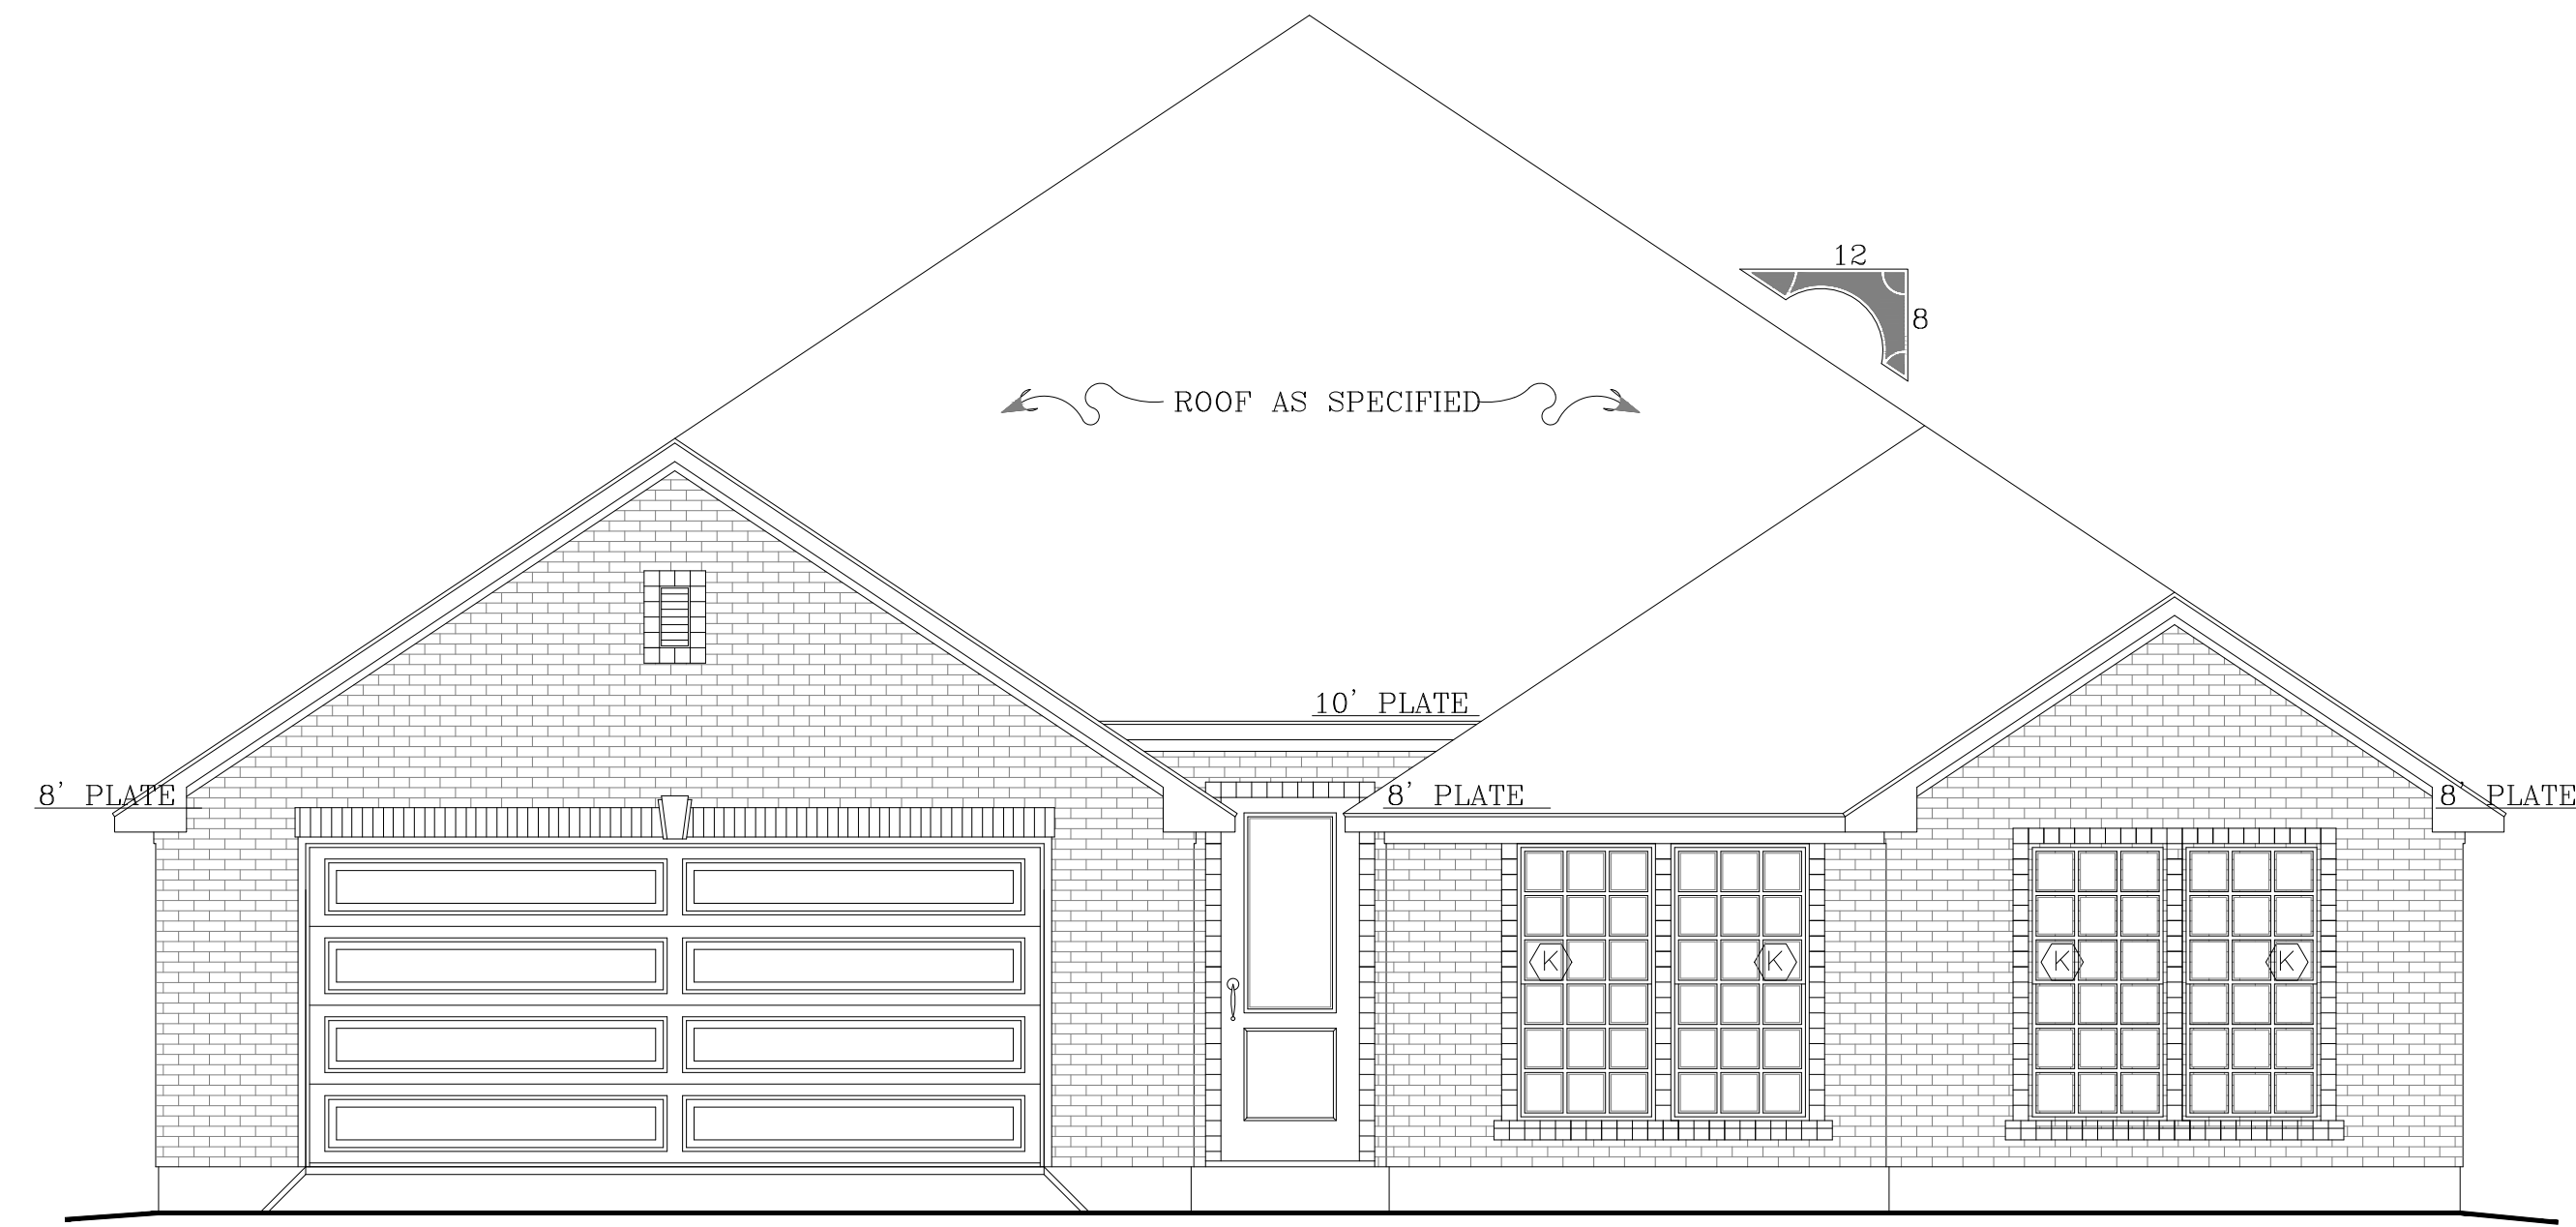 12
8
ROOF AS SPECIFIED
10' PLATE
8' PLATE
8' PLATE
8' PLATE
K
K
K
K